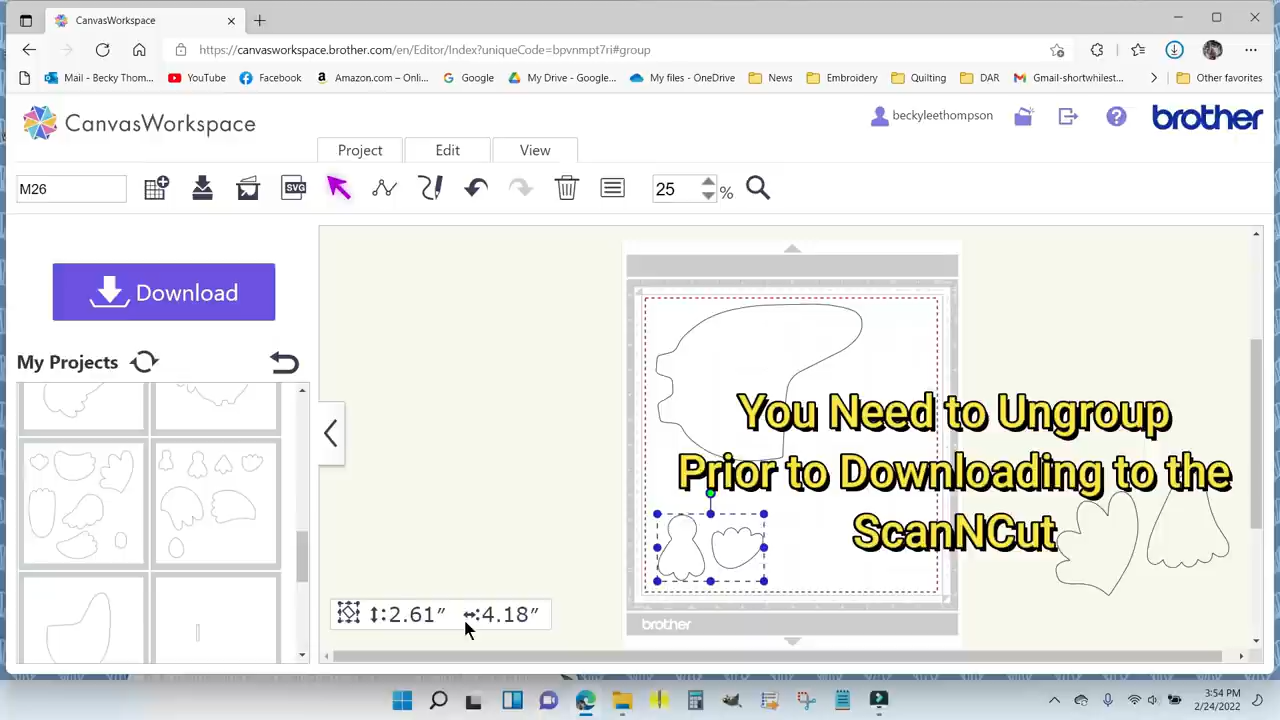 CanvasWorkspace
https://canvasworkspace.brother.com/en/Editor/Index?uniqueCode=bpvnmpt7ri#group
Mail - Becky Thom...
YouTube
Facebook
Amazon.com – Onli...
Google
My Drive - Google...
My files - OneDrive
News
Embroide...
Quilting
DAR
Gmail-shortwhilest...
Other favorites
CanvasWorkspace
beckyleethompson
brother
Project
Edit
View
M26
SVG
25
%
Download
My Projects
You Need to Ungroup
Prior to Downloading to the
ScanNCut
2.61"
4.18"
brother
3:54 PM
2/24/2022